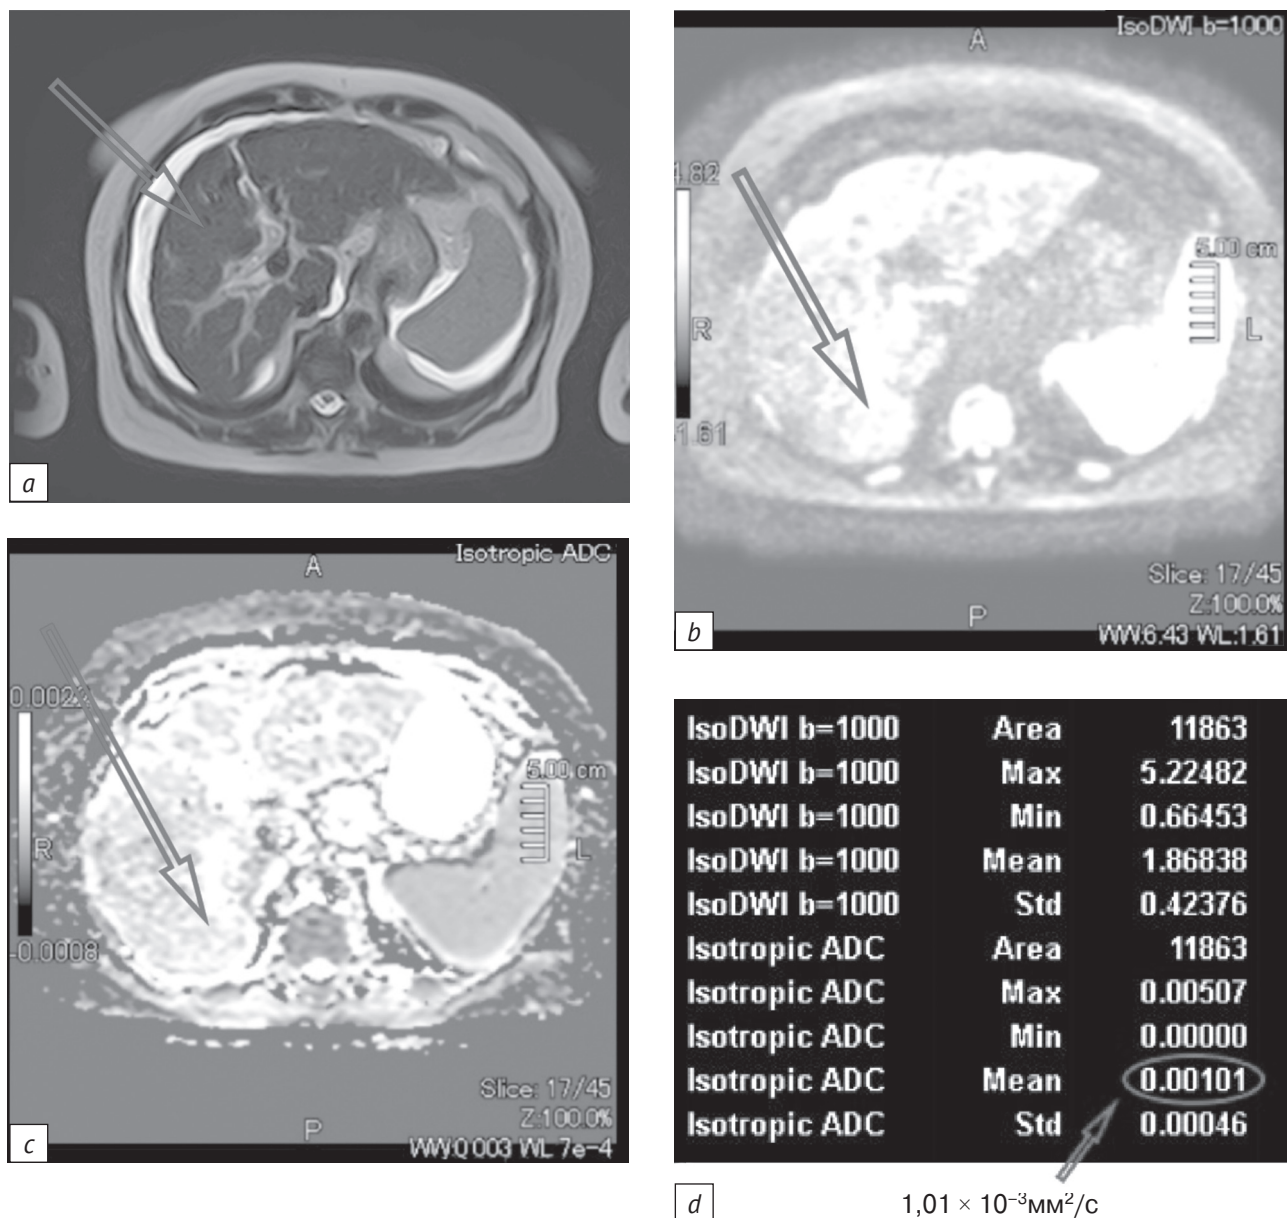 a
IsoDWI b=1000
A
4.82
R
-1.61
5.00 cm
L
Slice: 17/45
Z:100.0%
P
WW:6.43 WL:1.61
b
Isotropic ADC
A
0.0022
R
-0.0008
5.00 cm
L
Slice: 17/45
Z:100.0%
P
WW:0.003 WL 7e-4
c
IsoDWI b=1000 Area 11863
IsoDWI b=1000 Max 5.22482
IsoDWI b=1000 Min 0.66453
IsoDWI b=1000 Mean 1.86838
IsoDWI b=1000 Std 0.42376
Isotropic ADC Area 11863
Isotropic ADC Max 0.00507
Isotropic ADC Min 0.00000
Isotropic ADC Mean 0.00101
Isotropic ADC Std 0.00046
d
1,01 × 10⁻³мм²/с